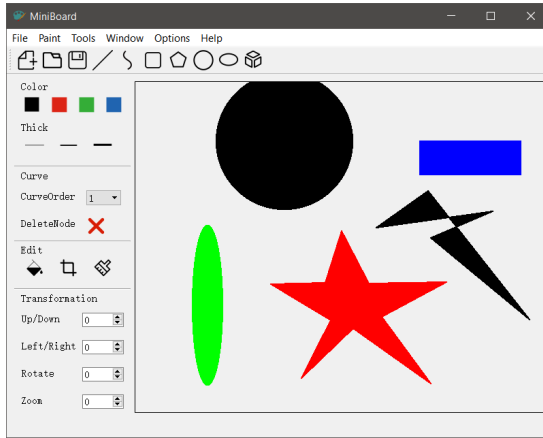 MiniBoard
File Paint Tools Window Options Help
Color
Thick
Curve
CurveOrder 1
DeleteNode
Edit
Transformation
Up/Down 0
Left/Right 0
Rotate 0
Zoom 0